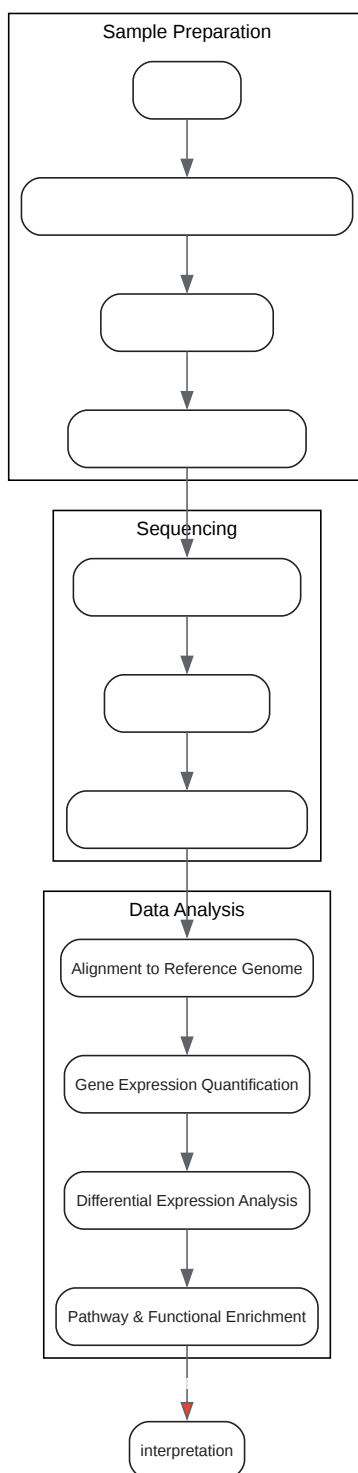 Sample Preparation
Sequencing
Data Analysis
Alignment to Reference Genome
Gene Expression Quantification
Differential Expression Analysis
Pathway & Functional Enrichment
interpretation